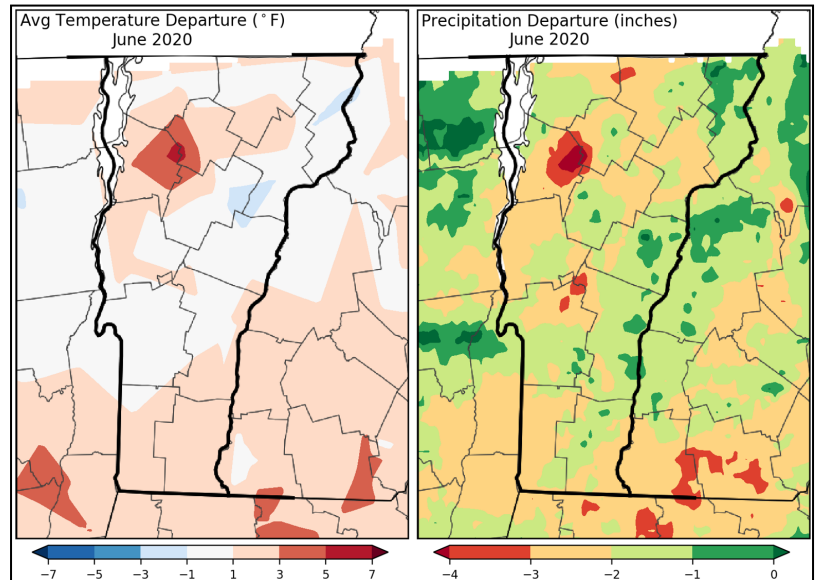 Avg Temperature Departure (°F)
June 2020
Precipitation Departure (inches)
June 2020
−7 −5 −3 −1 1 3 5 7
−4 −3 −2 −1 0